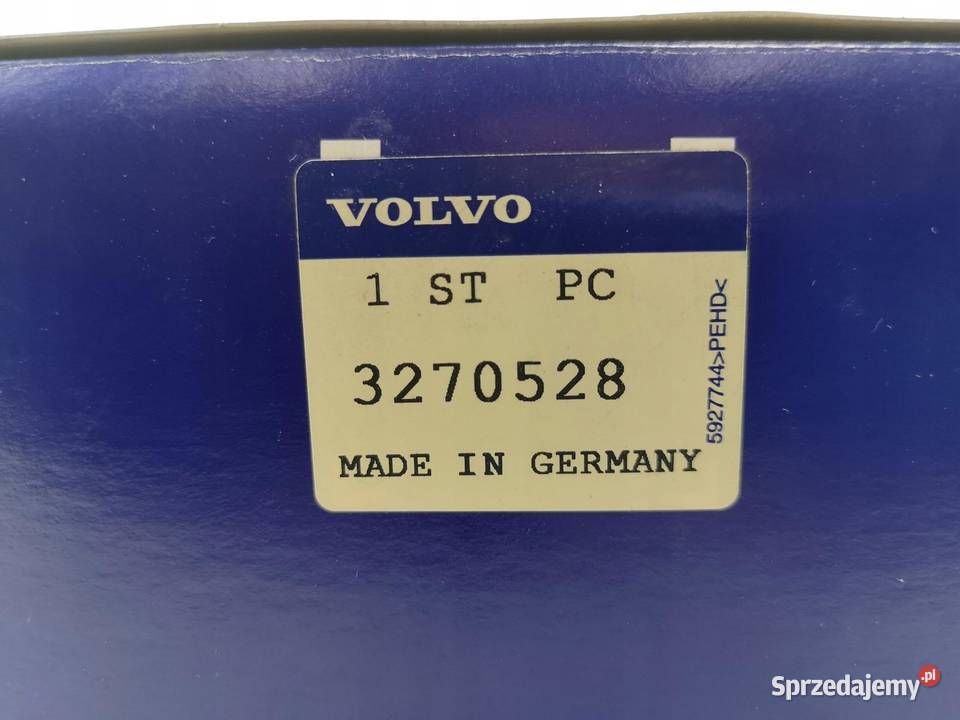 VOLVO
1 ST PC
3270528
MADE IN GERMANY
5927744>PEHD<
Sprzedajemy.pl